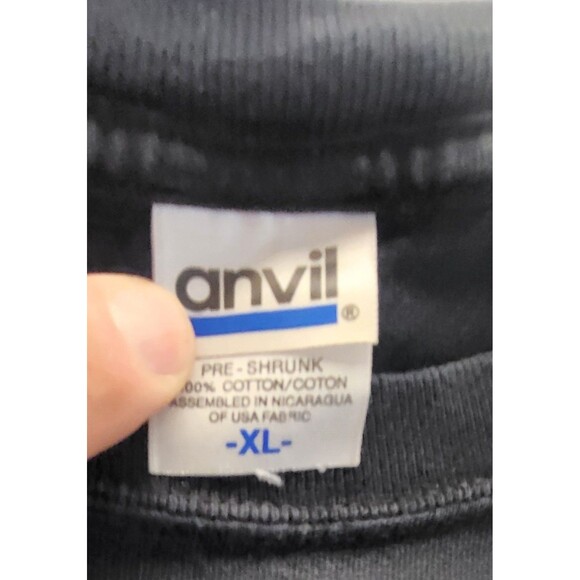 anvil®
PRE-SHRUNK
00% COTTON/COTON
ASSEMBLED IN NICARAGUA
OF USA FABRIC
-XL-